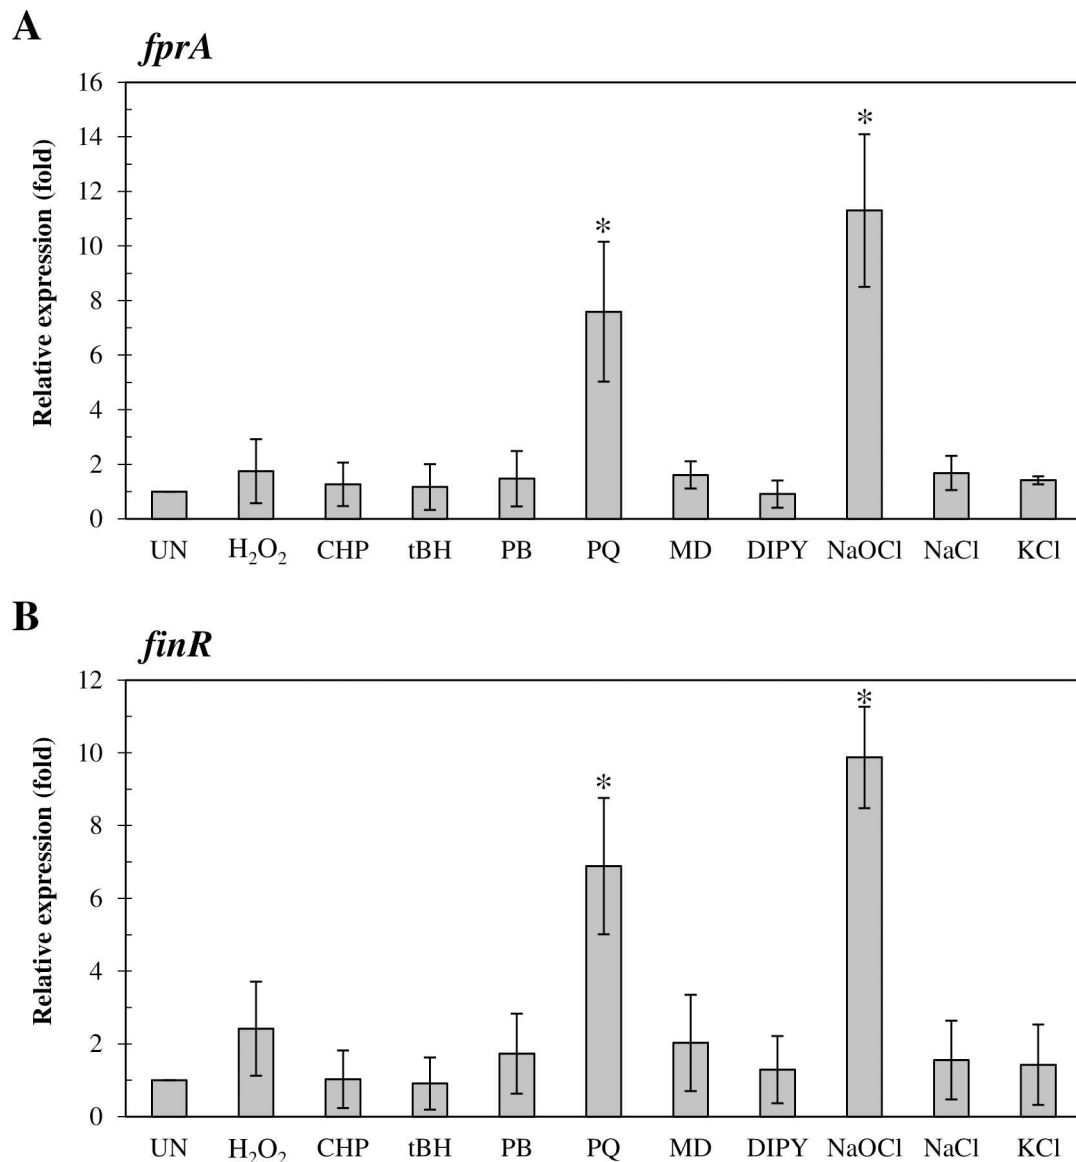 A
fprA
Relative expression (fold)
16
14
12
10
8
6
4
2
0
*
*
UN H₂O₂ CHP tBH PB PQ MD DIPY NaOCl NaCl KCl
B
finR
Relative expression (fold)
12
10
8
6
4
2
0
*
*
UN H₂O₂ CHP tBH PB PQ MD DIPY NaOCl NaCl KCl